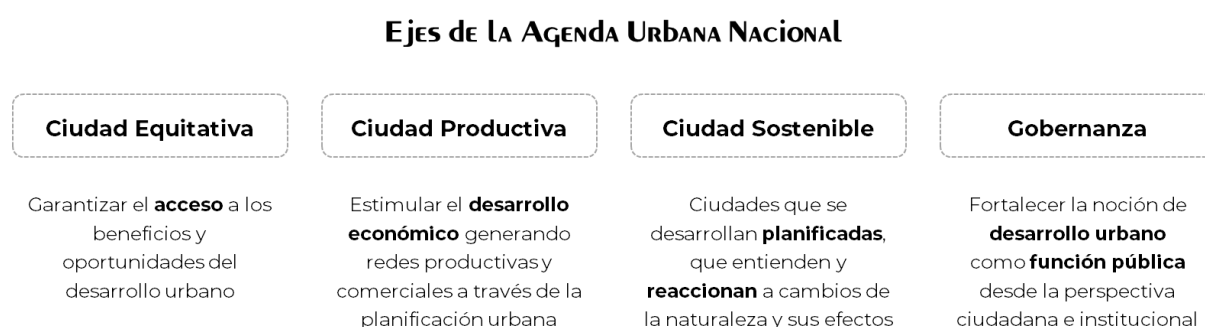 Ejes de la Agenda Urbana Nacional
Ciudad Equitativa
Garantizar el acceso a los
beneficios y
oportunidades del
desarrollo urbano
Ciudad Productiva
Estimular el desarrollo
económico generando
redes productivas y
comerciales a través de la
planificación urbana
Ciudad Sostenible
Ciudades que se
desarrollan planificadas,
que entienden y
reaccionan a cambios de
la naturaleza y sus efectos
Gobernanza
Fortalecer la noción de
desarrollo urbano
como función pública
desde la perspectiva
ciudadana e institucional